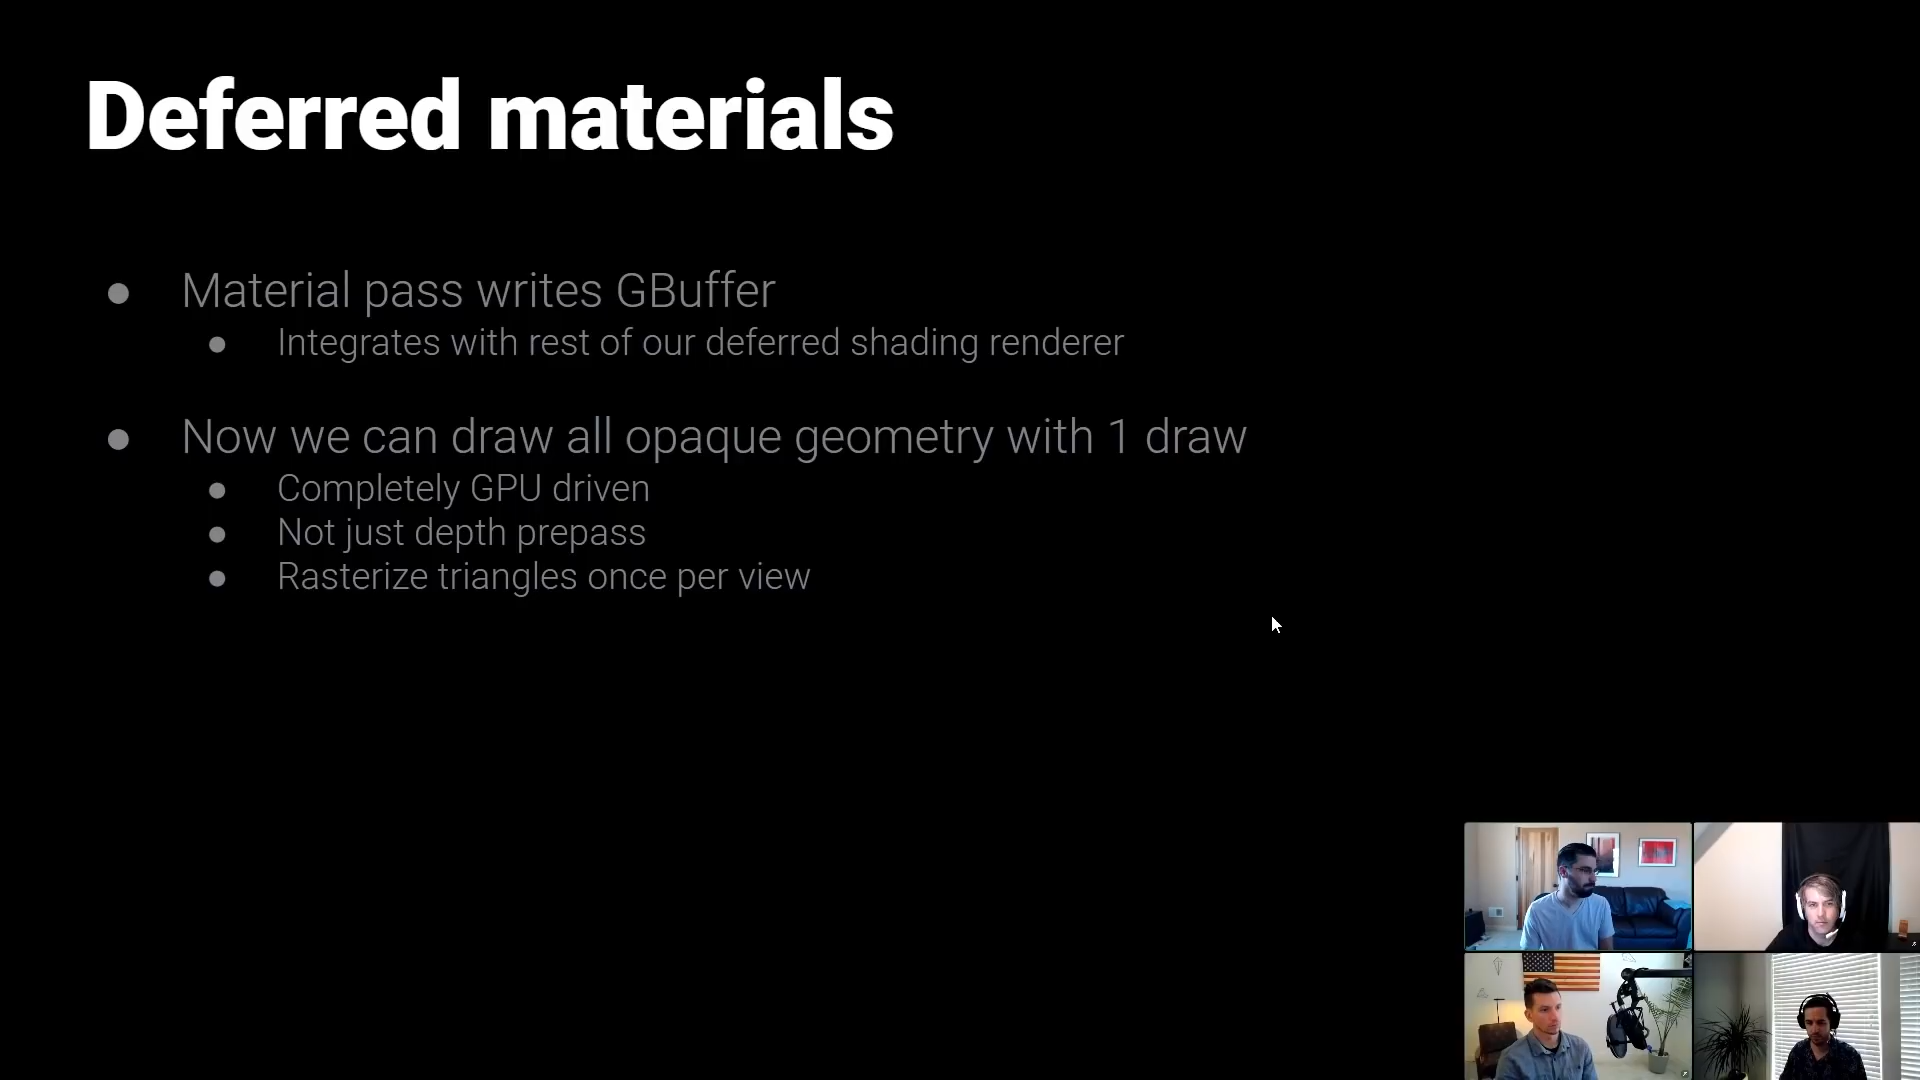 Deferred materials
● Material pass writes GBuffer
● Integrates with rest of our deferred shading renderer
● Now we can draw all opaque geometry with 1 draw
● Completely GPU driven
● Not just depth prepass
● Rasterize triangles once per view